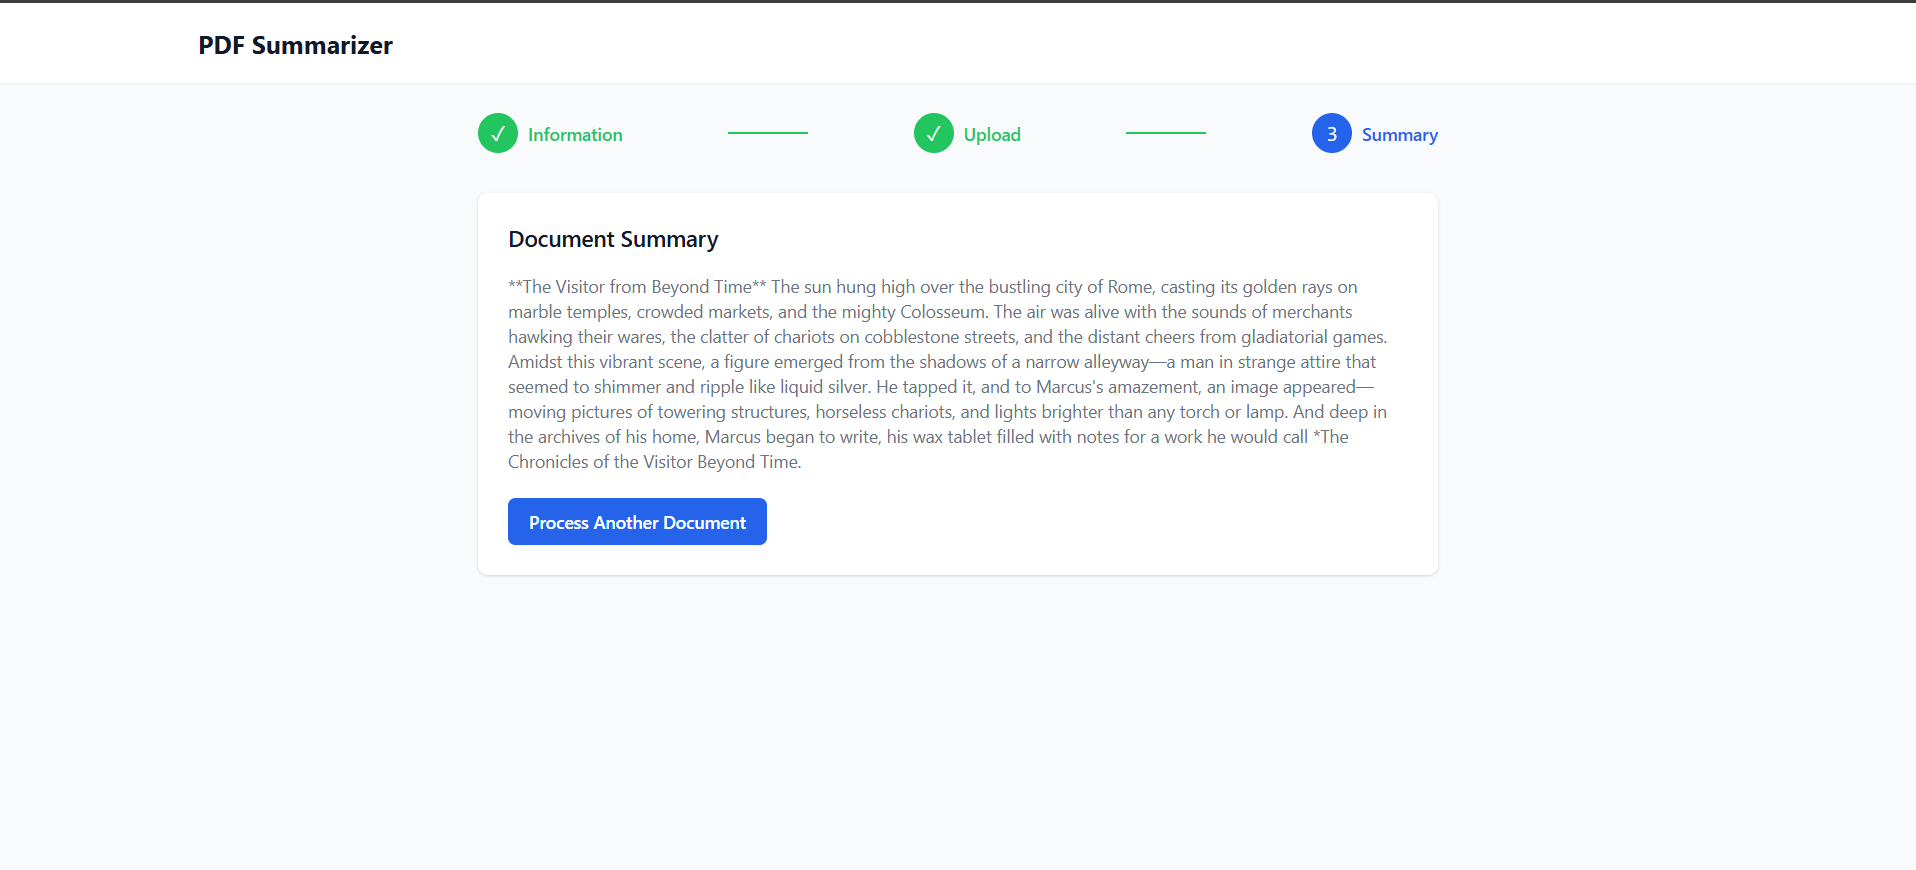 PDF Summarizer
✓ Information
✓ Upload
3 Summary
Document Summary
**The Visitor from Beyond Time** The sun hung high over the bustling city of Rome, casting its golden rays on
marble temples, crowded markets, and the mighty Colosseum. The air was alive with the sounds of merchants
hawking their wares, the clatter of chariots on cobblestone streets, and the distant cheers from gladiatorial games.
Amidst this vibrant scene, a figure emerged from the shadows of a narrow alleyway—a man in strange attire that
seemed to shimmer and ripple like liquid silver. He tapped it, and to Marcus's amazement, an image appeared—
moving pictures of towering structures, horseless chariots, and lights brighter than any torch or lamp. And deep in
the archives of his home, Marcus began to write, his wax tablet filled with notes for a work he would call *The
Chronicles of the Visitor Beyond Time.
Process Another Document